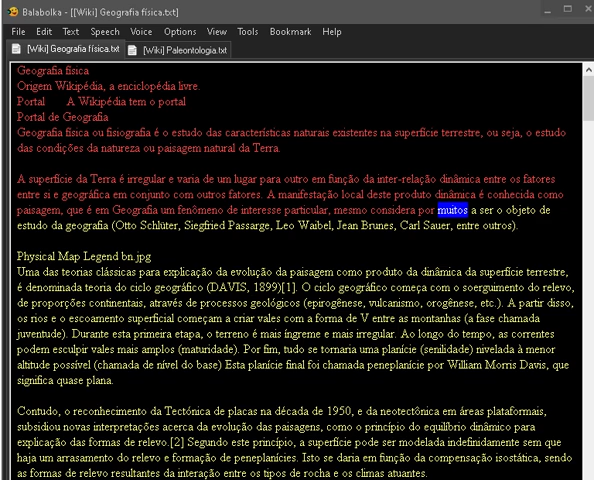 Balabolka - [[Wiki] Geografia física.txt]
File Edit Text Speech Voice Options View Tools Bookmark Help
[Wiki] Geografia física.txt [Wiki] Paleontologia.txt
Geografia física
Origem Wikipédia, a enciclopédia livre.
Portal A Wikipédia tem o portal
Portal de Geografia
Geografia física ou fisiografia é o estudo das características naturais existentes na superfície terrestre, ou seja, o estudo
das condições da natureza ou paisagem natural da Terra.
A superfície da Terra é irregular e varia de um lugar para outro em função da inter-relação dinâmica entre os fatores
entre si e geográfica em conjunto com outros fatores. A manifestação local deste produto dinâmica é conhecida como
paisagem, que é em Geografia um fenômeno de interesse particular, mesmo considera por muitos a ser o objeto de
estudo da geografia (Otto Schlüter, Siegfried Passarge, Leo Waibel, Jean Brunes, Carl Sauer, entre outros).
Physical Map Legend bn.jpg
Uma das teorias clássicas para explicação da evolução da paisagem como produto da dinâmica da superfície terrestre,
é denominada teoria do ciclo geográfico (DAVIS, 1899)[1]. O ciclo geográfico começa com o soerguimento do relevo,
de proporções continentais, através de processos geológicos (epirogênese, vulcanismo, orogênese, etc.). A partir disso,
os rios e o escoamento superficial começam a criar vales com a forma de V entre as montanhas (a fase chamada
juventude). Durante esta primeira etapa, o terreno é mais íngreme e mais irregular. Ao longo do tempo, as correntes
podem esculpir vales mais amplos (maturidade). Por fim, tudo se tornaria uma planície (senilidade) nivelada à menor
altitude possível (chamada de nível do base) Esta planície final foi chamada peneplanície por William Morris Davis, que
significa quase plana.
Contudo, o reconhecimento da Tectónica de placas na década de 1950, e da neotectônica em áreas plataformais,
subsidiou novas interpretações acerca da evolução das paisagens, como o princípio do equilíbrio dinâmico para
explicação das formas de relevo.[2] Segundo este princípio, a superfície pode ser modelada indefinidamente sem que
haja um arrasamento do relevo e formação de peneplanícies. Isto se daria em função da compensação isostática, sendo
as formas de relevo resultantes da interação entre os tipos de rocha e os climas atuantes.